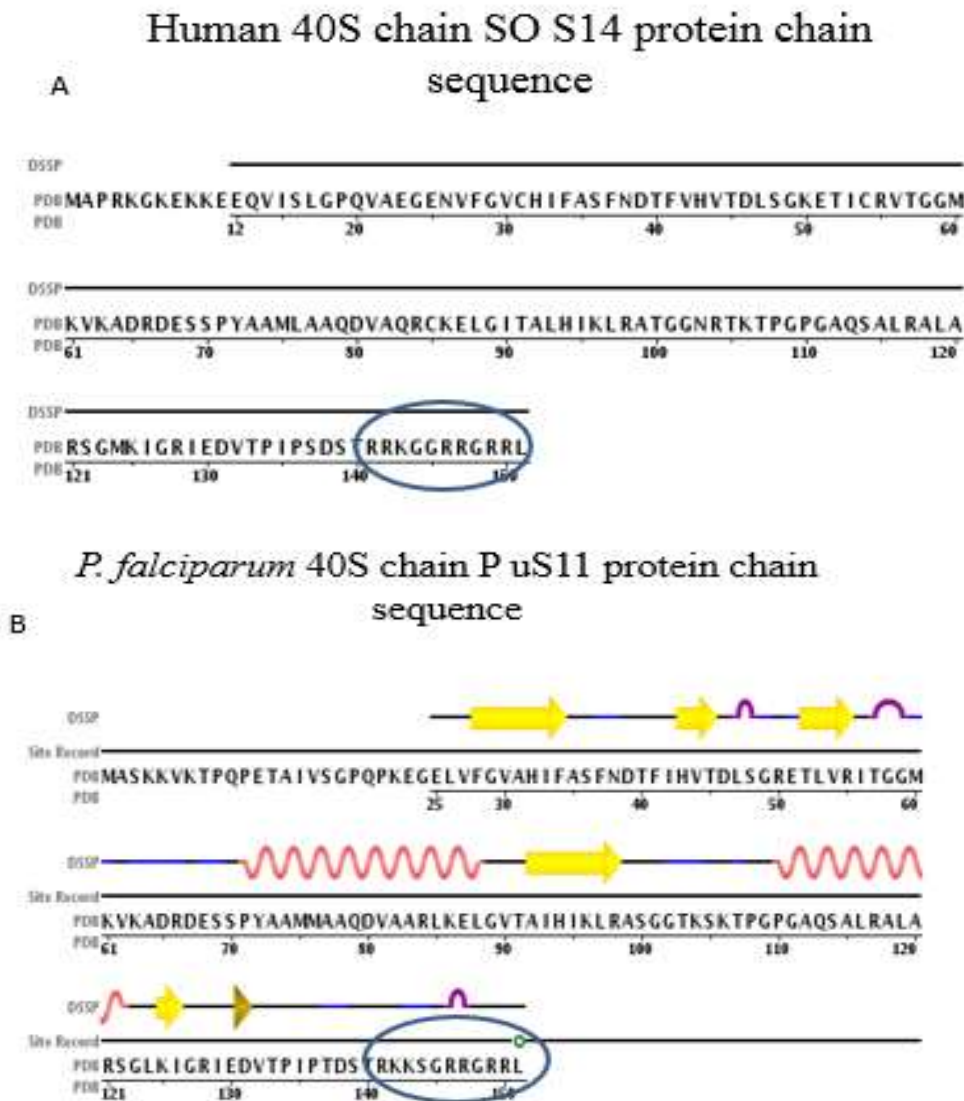 Human 40S chain SO S14 protein chain
sequence
A
DSSP
PDB MAPRKGKEKKEEQVISLGPQVAEGENVFGVCHIFASFNDTFVHVTDLSGKETICRVTGGM
PDB 12 20 30 40 50 60
DSSP
PDB KVKADRDESSPYAAMLAAQDVAQRCKELGITALHIKLRATGGNRTKTPGPGAQSALRALA
PDB 61 70 80 90 100 110 120
DSSP
PDB RSGMKIGRIEDVTPIPSDSTRRKGGRRGRRL
PDB 121 130 140 150
P. falciparum 40S chain P uS11 protein chain
sequence
B
DSSP
Site Record
PDB MASKKVKTPQPETAIVSGPQPKEGELVFGVAHIFASFNDTFIHVTDLSGRETLVRITGGM
PDB 25 30 40 50 60
DSSP
Site Record
PDB KVKADRDESSPYAAMMAAQDVAARLKELGVTAIHIKLRASGGTKSKTPGPGAQSALRALA
PDB 61 70 80 90 100 110 120
DSSP
Site Record
PDB RSGLKIGRIEDVTPIPTDSTRKKSGRRGRRL
PDB 121 130 140 150